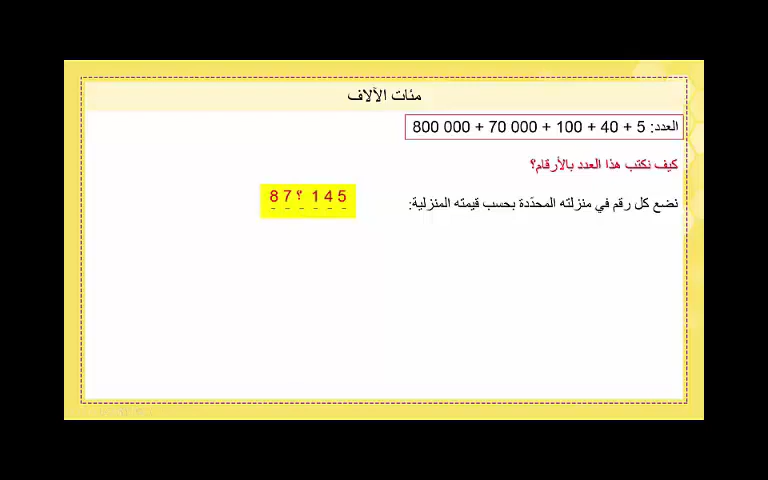 مئات الآلاف
العدد: 5 + 40 + 100 + 000 70 + 000 800
كيف نكتب هذا العدد بالأرقام؟
نضع كل رقم في منزلته المحدّدة بحسب قيمته المنزلية: 8 7 ؟ 1 4 5